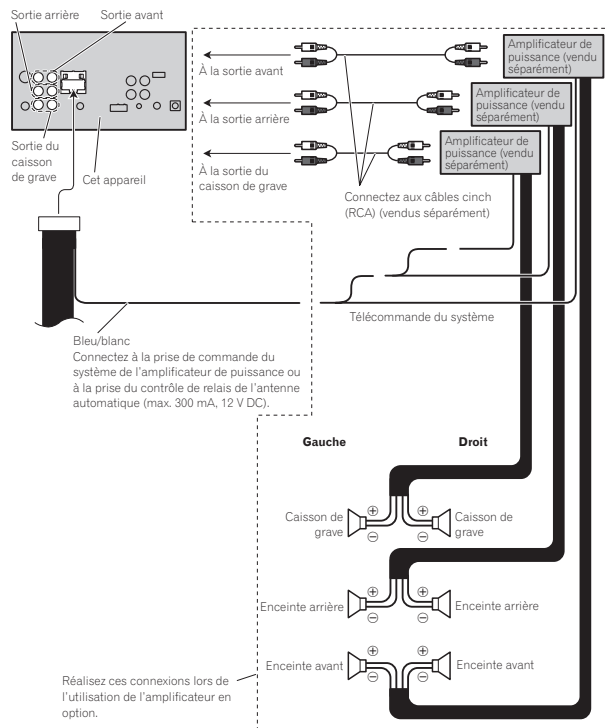 Sortie arrière
Sortie avant
À la sortie avant
Amplificateur de
puissance (vendu
séparément)
À la sortie arrière
Amplificateur de
puissance (vendu
séparément)
Sortie du
caisson
de grave
Cet appareil
À la sortie du
caisson de grave
Amplificateur de
puissance (vendu
séparément)
Connectez aux câbles cinch
(RCA) (vendus séparément)
Télécommande du système
Bleu/blanc
Connectez à la prise de commande du
système de l'amplificateur de puissance ou
à la prise du contrôle de relais de l'antenne
automatique (max. 300 mA, 12 V DC).
Gauche
Droit
Caisson de
grave
⊕
⊖
⊕
⊖
Caisson de
grave
Enceinte arrière
⊕
⊖
⊕
⊖
Enceinte arrière
Enceinte avant
⊕
⊖
⊕
⊖
Enceinte avant
Réalisez ces connexions lors de
l'utilisation de l'amplificateur en
option.